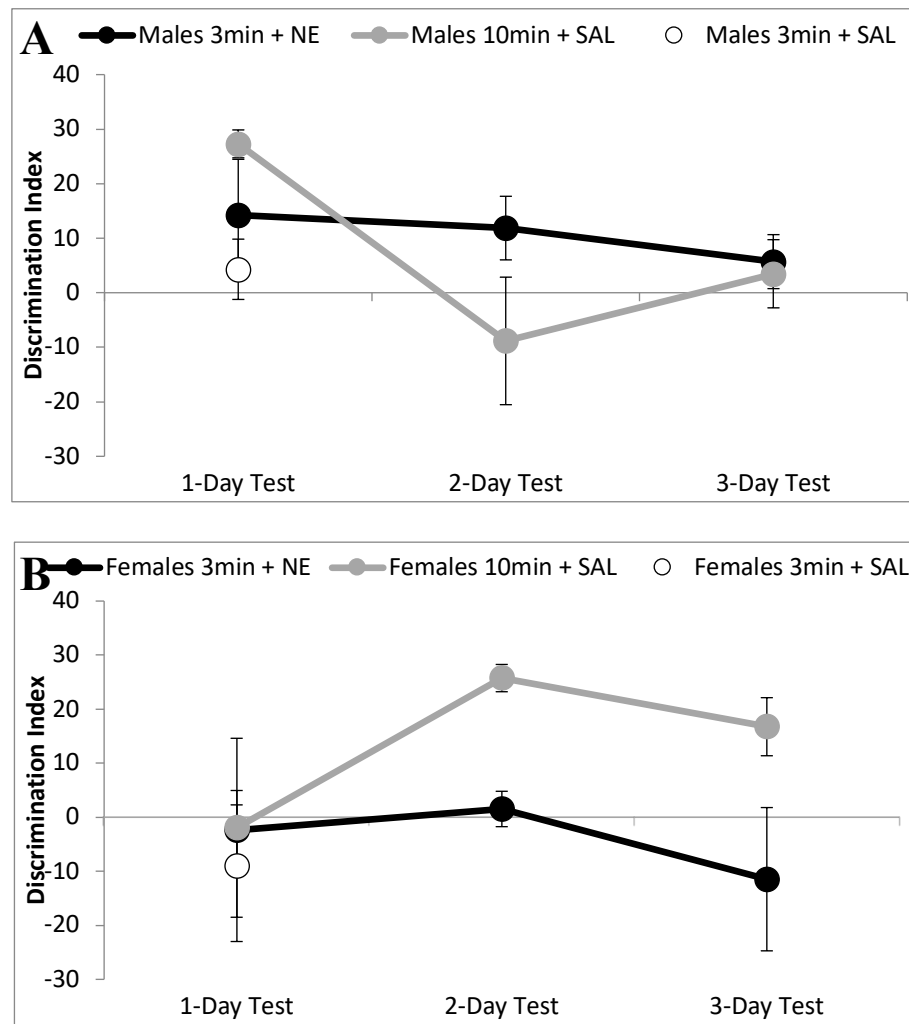 A
Males 3min + NE Males 10min + SAL Males 3min + SAL
40
30
20
10
0
-10
-20
-30
Discrimination Index
1-Day Test 2-Day Test 3-Day Test
B
Females 3min + NE Females 10min + SAL Females 3min + SAL
40
30
20
10
0
-10
-20
-30
Discrimination Index
1-Day Test 2-Day Test 3-Day Test